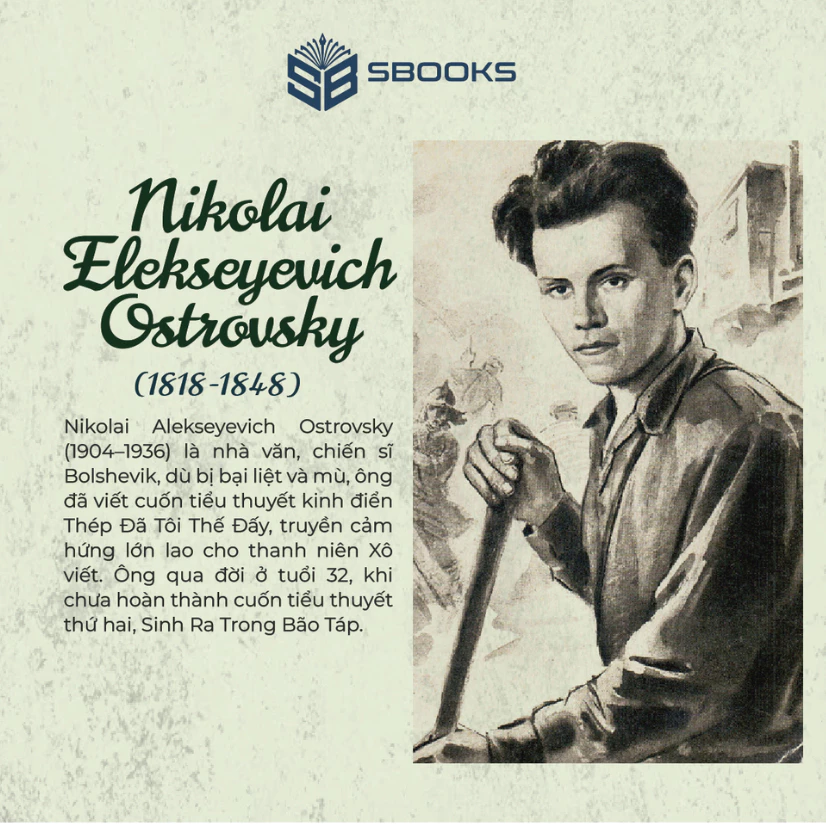 SB SBOOKS
Nikolai
Elekseyevich
Ostrovsky
(1818-1848)
Nikolai Alekseyevich Ostrovsky
(1904–1936) là nhà văn, chiến sĩ
Bolshevik, dù bị bại liệt và mù, ông
đã viết cuốn tiểu thuyết kinh điển
Thép Đã Tôi Thế Đấy, truyền cảm
hứng lớn lao cho thanh niên Xô
viết. Ông qua đời ở tuổi 32, khi
chưa hoàn thành cuốn tiểu thuyết
thứ hai, Sinh Ra Trong Bão Táp.